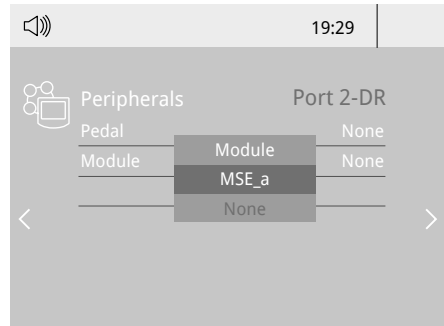 19:29
Peripherals Port 2-DR
Pedal None
Module None
Module
MSE_a
None